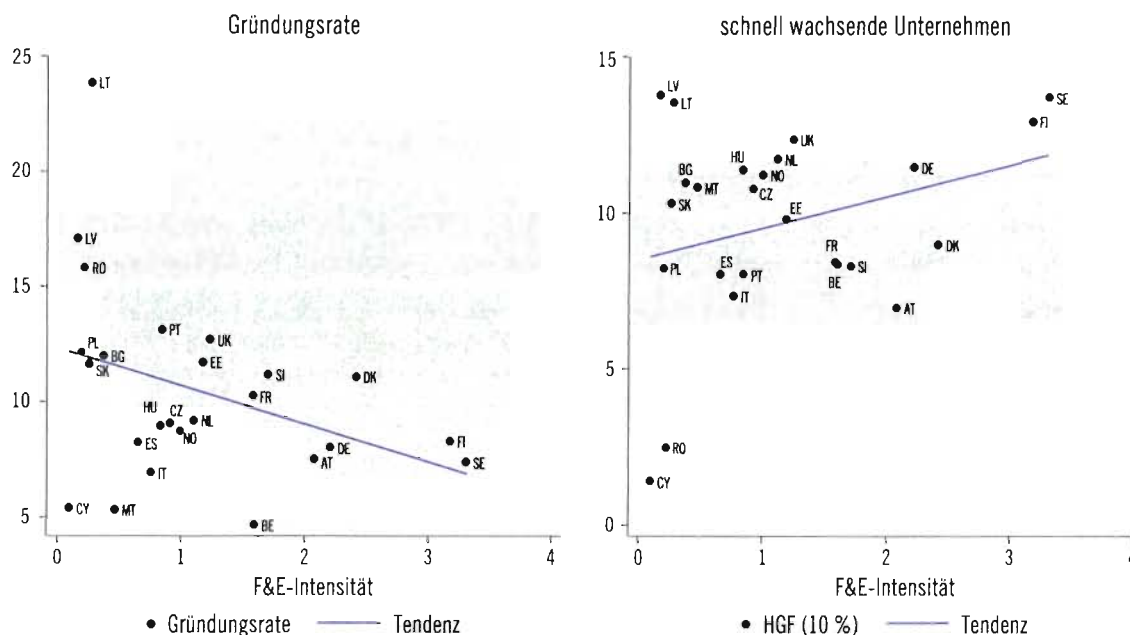 Gründungsrate
25
20
15
10
5
0 1 2 3 4
LT
LV
RO
PL
BG
SK
PT
UK
EE
SI
DK
FR
HU
CZ
NL
NO
ES
IT
DE
AT
FI
SE
CY
MT
BE
F&E-Intensität
Gründungsrate Tendenz
schnell wachsende Unternehmen
15
10
5
0
0 1 2 3 4
LV
LT
SE
FI
UK
HU
NL
NO
CZ
BG
MT
SK
DE
EE
DK
FR
BE
SI
PL
ES
PT
IT
AT
RO
CY
F&E-Intensität
HGF (10 %) Tendenz